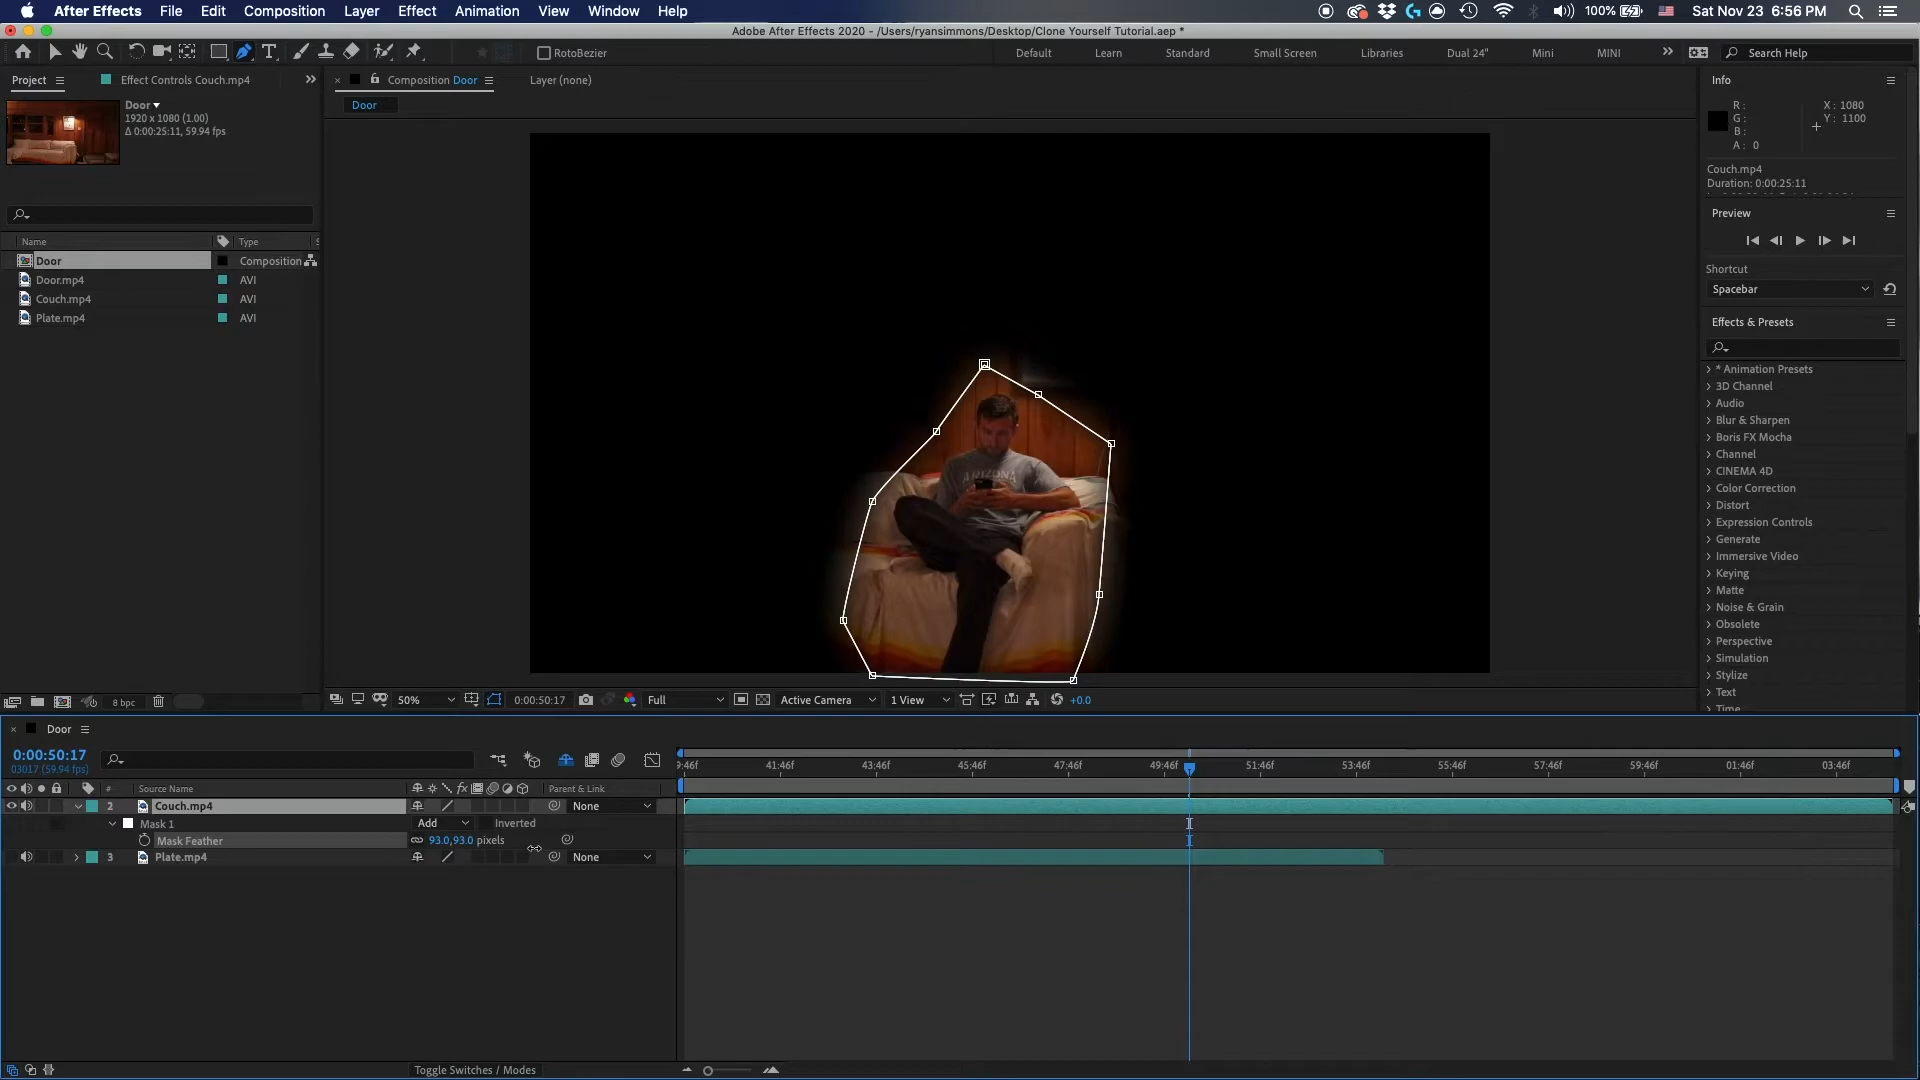 After Effects File Edit Composition Layer Effect Animation View Window Help 100% Sat Nov 23 6:56 PM
Adobe After Effects 2020 - /Users/ryansimmons/Desktop/Clone Yourself Tutorial.aep *
RotoBezier Default Learn Standard Small Screen Libraries Dual 24" Mini MINI » Search Help
Project Effect Controls Couch.mp4 » × Composition Door Layer (none) Info
Door
1920 x 1080 (1.00)
Δ 0:00:25:11, 59.94 fps
Door
R :
G :
B :
A : 0
X : 1080
Y : 1100
Couch.mp4
Duration: 0:00:25:11
Preview
Name Type
Door Composition
Door.mp4 AVI
Couch.mp4 AVI
Plate.mp4 AVI
Shortcut
Spacebar
Effects & Presets
* Animation Presets
3D Channel
Audio
Blur & Sharpen
Boris FX Mocha
Channel
CINEMA 4D
Color Correction
Distort
Expression Controls
Generate
Immersive Video
Keying
Matte
Noise & Grain
Obsolete
Perspective
Simulation
Stylize
Text
Time
ARIZONA
8 bpc 50% 0:00:50:17 Full Active Camera 1 View +0.0
× Door
0:00:50:17
03017 (59.94 fps)
9:46f 41:46f 43:46f 45:46f 47:46f 49:46f 51:46f 53:46f 55:46f 57:46f 59:46f 01:46f 03:46f
# Source Name fx Parent & Link
2 Couch.mp4 None
Mask 1 Add Inverted
Mask Feather 93.0,93.0 pixels
3 Plate.mp4 None
Toggle Switches / Modes